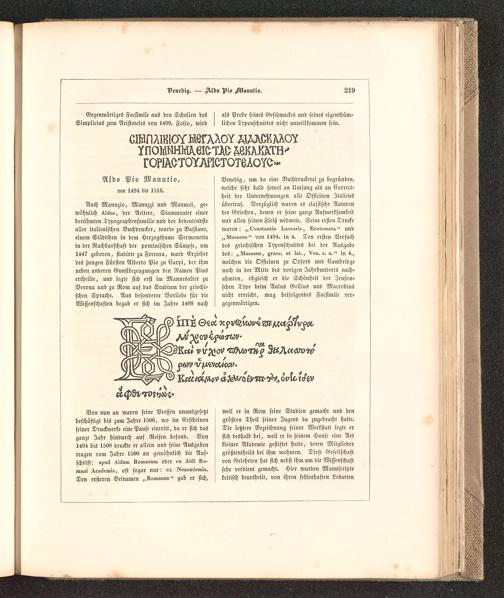 Venedig. — Aldo Pio Manutio. 219
Gegenwärtiges Facsimile aus den Scholien des
Simplicius zum Aristoteles von 1499. Folio, wird
als Probe seines Geschmackes und seines eigenthüm-
lichen Typenschnittes nicht unwillkommen sein.
ΣΙΜΠΛΙΚΙΟΥ ΜΕΓΑΛΟΥ ΔΙΔΑΣΚΑΛΟΥ
ΥΠΟΜΝΗΜΑ ΕΙΣ ΤΑΣ ΔΕΚΑ ΚΑΤΗ-
ΓΟΡΙΑΣ ΤΟΥ ΑΡΙΣΤΟΤΕΛΟΥΣ
Aldo Pio Manutio,
von 1494 bis 1516.
Auch Manuzio, Manuzzi und Manucci, ge-
wöhnlich Aldus, der Aeltere, Stammvater einer
berühmten Typographenfamilie und der bedeutendste
aller italienischen Buchdrucker, wurde zu Bassiano,
einem Städtchen in dem Herzogthume Sermonetta
in der Nachbarschaft der pontinischen Sümpfe, um
1447 geboren, studirte zu Ferrara, ward Erzieher
des jungen Fürsten Alberto Pio zu Carpi, der ihm
neben anderen Gunstbezeugungen den Namen Pius
ertheilte, und legte sich erst im Mannesalter zu
Verona und zu Rom auf das Studium der griechi-
schen Sprache. Aus besonderer Vorliebe für die
Wissenschaften begab er sich im Jahre 1488 nach
Venedig, um da eine Buchdruckerei zu begründen,
welche sehr bald sowol an Umfang als an Correct-
heit der Unternehmungen alle Officinen Italiens
übertraf. Vorzüglich waren es classische Autoren
der Griechen, denen er seine ganze Aufmerksamkeit
und allen seinen Fleiß widmete. Seine ersten Druck-
waren: „Constantin Lascaris, Erotemata“ und
„Musaeus“ von 1494. in 4. Den ersten Versuch
des griechischen Typenschnittes bei der Ausgabe
des: „Musaeus, graec. et lat., Ven. s. a.“ in 4.,
welchen die Officinen zu Oxford und Cambridge
noch in der Mitte des vorigen Jahrhunderts nach-
ahmten, obgleich er die Schönheit der Jenson-
schen Type beim Aulus Gellius und Macrobius
nicht erreicht, mag beifolgendes Facsimile ver-
gegenwärtigen.
Von nun an waren seine Pressen unausgesetzt
beschäftigt bis zum Jahre 1506, wo im Erscheinen
seiner Druckwerke eine Pause eintritt, da er sich das
ganze Jahr hindurch auf Reisen befand. Von
1494 bis 1508 druckte er allein und seine Ausgaben
tragen vom Jahre 1500 an gewöhnlich die Auf-
schrift: apud Aldum Romanum oder ex Aldi Ro-
mani Academia, oft sogar nur: ex Neacademia.
Den ersteren Beinamen „Romanus“ gab er sich,
weil er in Rom seine Studien gemacht und den
größten Theil seiner Jugend da zugebracht hatte.
Die letztere Bezeichnung seiner Werkstatt legte er
sich deshalb bei, weil er in seinem Hause eine Art
kleiner Akademie gestiftet hatte, deren Mitglieder
größtentheils bei ihm wohnten. Diese Gesellschaft
von Gelehrten hat sich nebst ihm um die Wissenschaft
sehr verdient gemacht. Hier wurden Manuscripte
kritisch beurtheilt, von ihren fehlerhaften Lesarten